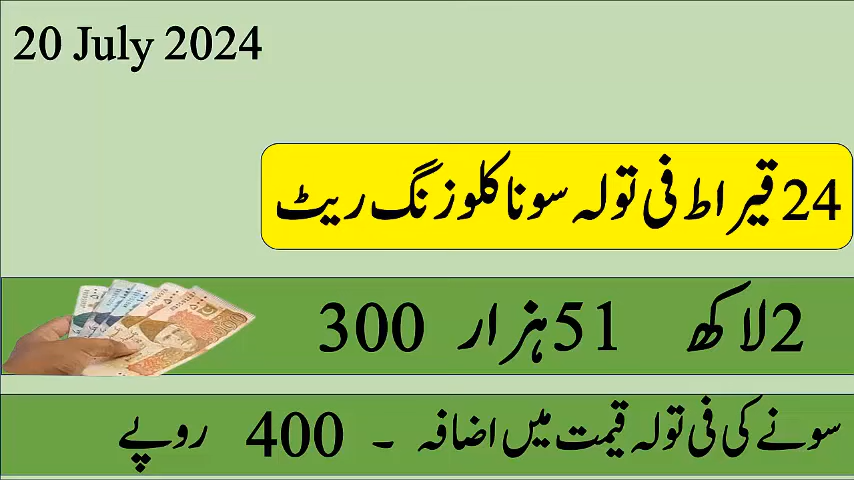 20 July 2024
24 قیراط فی تولہ سونا کلوزنگ ریٹ
2 لاکھ 51 ہزار 300
سونے کی فی تولہ قیمت میں اضافہ ۔ 400 روپے